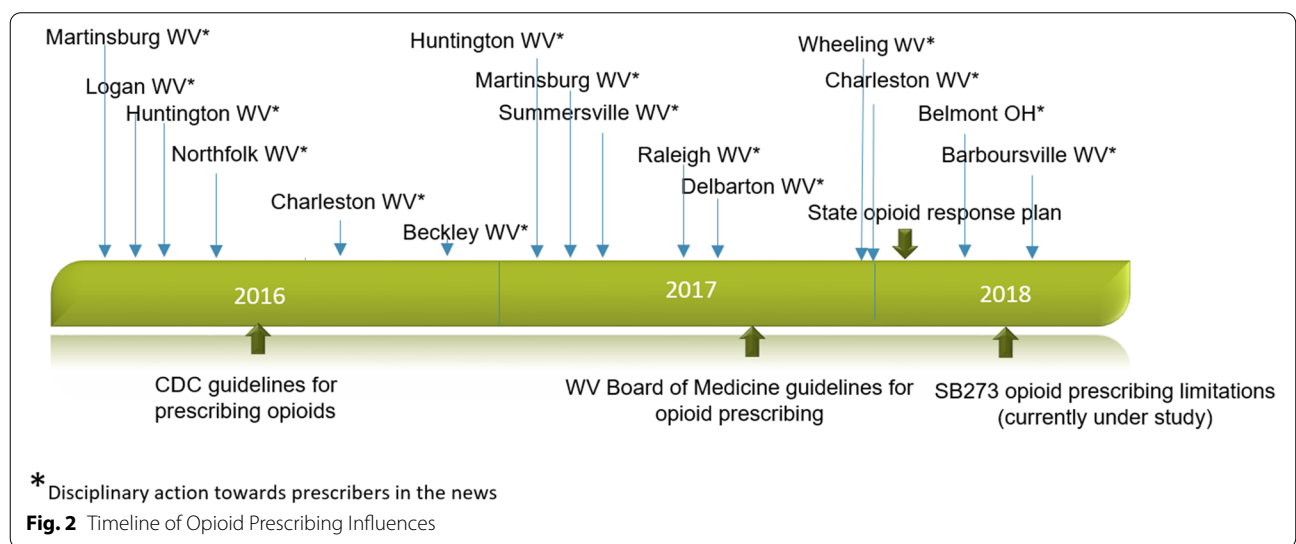 Martinsburg WV*
Logan WV*
Huntington WV*
Northfolk WV*
Charleston WV*
Beckley WV*
Huntington WV*
Martinsburg WV*
Summersville WV*
Raleigh WV*
Delbarton WV*
Wheeling WV*
Charleston WV*
State opioid response plan
Belmont OH*
Barboursville WV*
2016
2017
2018
CDC guidelines for
prescribing opioids
WV Board of Medicine guidelines for
opioid prescribing
SB273 opioid prescribing limitations
(currently under study)
*Disciplinary action towards prescribers in the news
Fig. 2 Timeline of Opioid Prescribing Influences